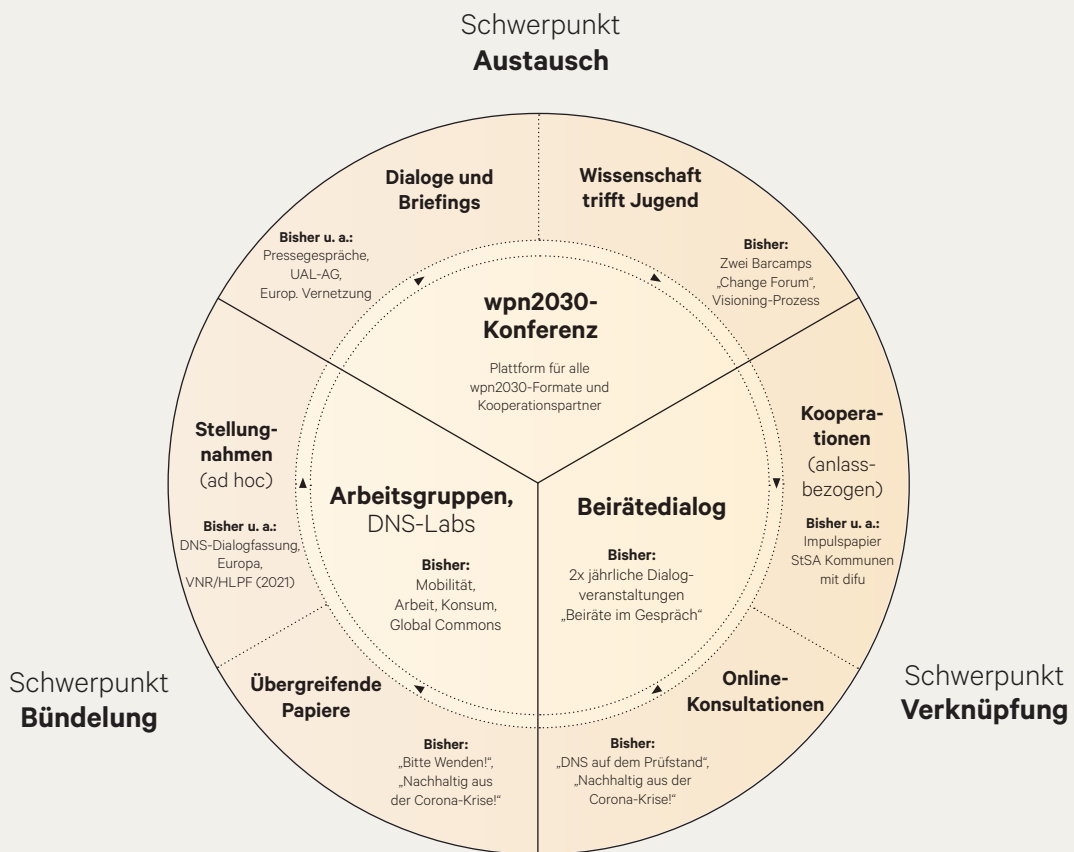 Schwerpunkt
Austausch
Dialoge und
Briefings
Bisher u. a.:
Pressegespräche,
UAL-AG,
Europ. Vernetzung
Wissenschaft
trifft Jugend
Bisher:
Zwei Barcamps
„Change Forum“,
Visioning-Prozess
wpn2030-
Konferenz
Plattform für alle
wpn2030-Formate und
Kooperationspartner
Stellung-
nahmen
(ad hoc)
Bisher u. a.:
DNS-Dialogfassung,
Europa,
VNR/HLPF (2021)
Arbeitsgruppen,
DNS-Labs
Bisher:
Mobilität,
Arbeit, Konsum,
Global Commons
Beirätedialog
Bisher:
2x jährliche Dialog-
veranstaltungen
„Beiräte im Gespräch“
Koopera-
tionen
(anlass-
bezogen)
Bisher u. a.:
Impulspapier
StSA Kommunen
mit difu
Schwerpunkt
Bündelung
Übergreifende
Papiere
Bisher:
„Bitte Wenden!“,
„Nachhaltig aus
der Corona-Krise!“
Online-
Konsultationen
Bisher:
„DNS auf dem Prüfstand“,
„Nachhaltig aus der
Corona-Krise!“
Schwerpunkt
Verknüpfung